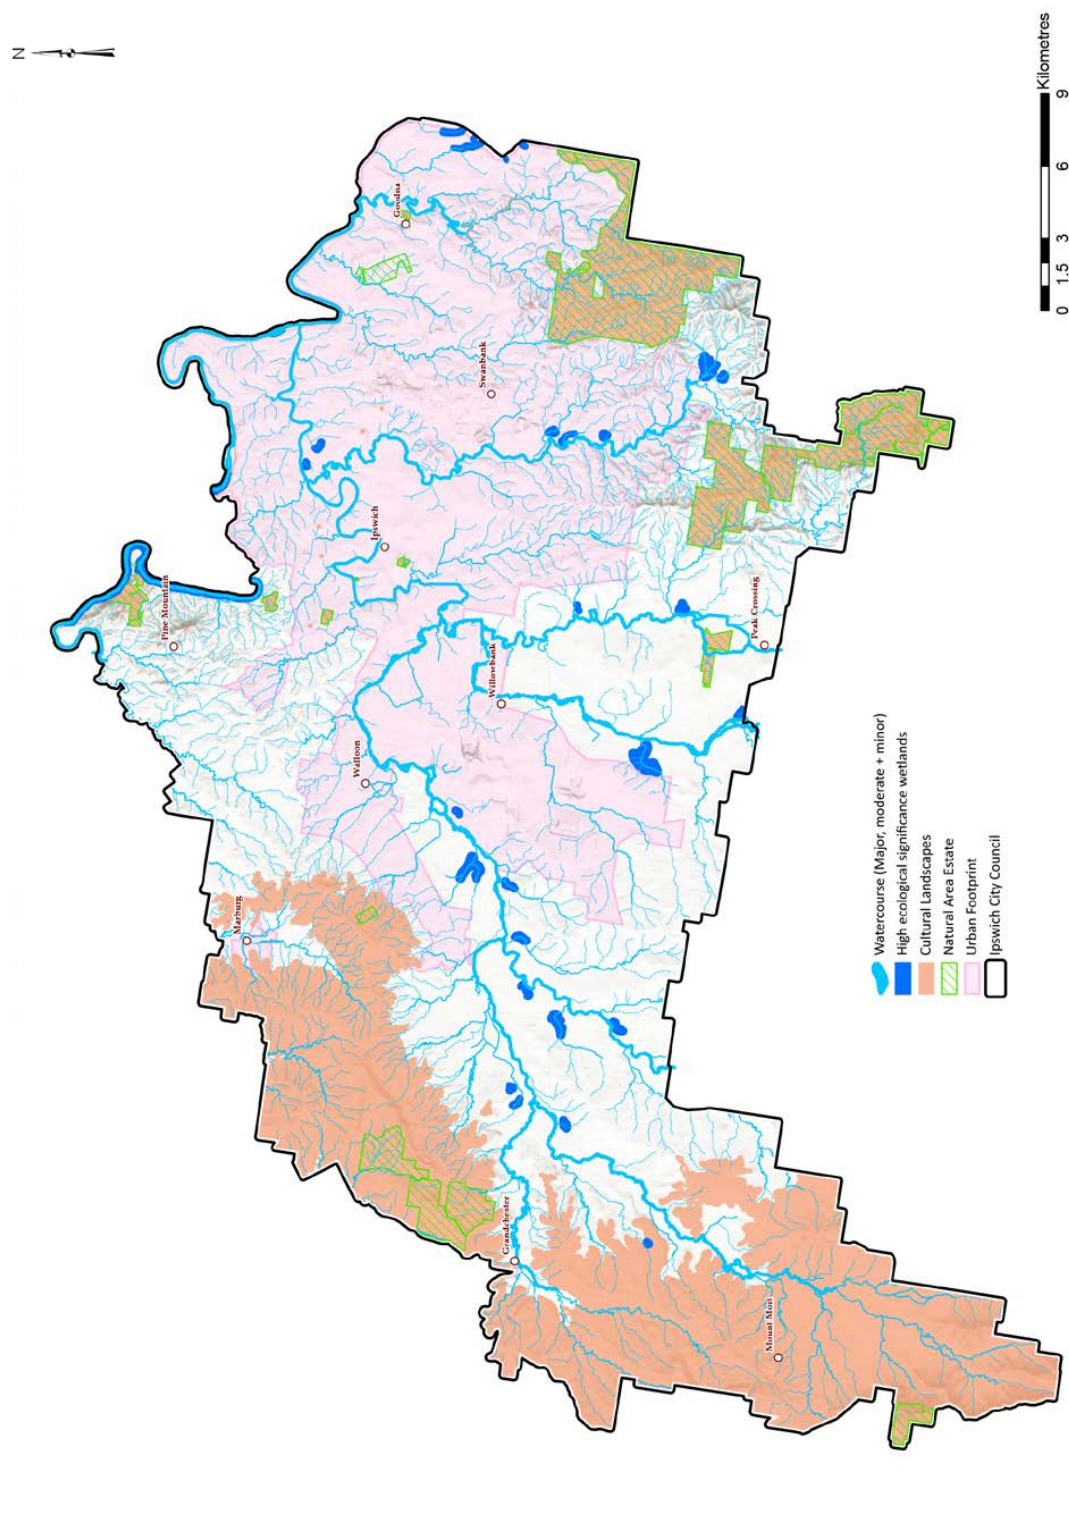 N
Pine Mountain
Marburg
Walloon
Ipswich
Goodna
Swanbank
Willowbank
Grandchester
Peak Crossing
Mount Mort
Watercourse (Major, moderate + minor)
High ecological significance wetlands
Cultural Landscapes
Natural Area Estate
Urban Footprint
Ipswich City Council
Kilometres
0 1.5 3 6 9